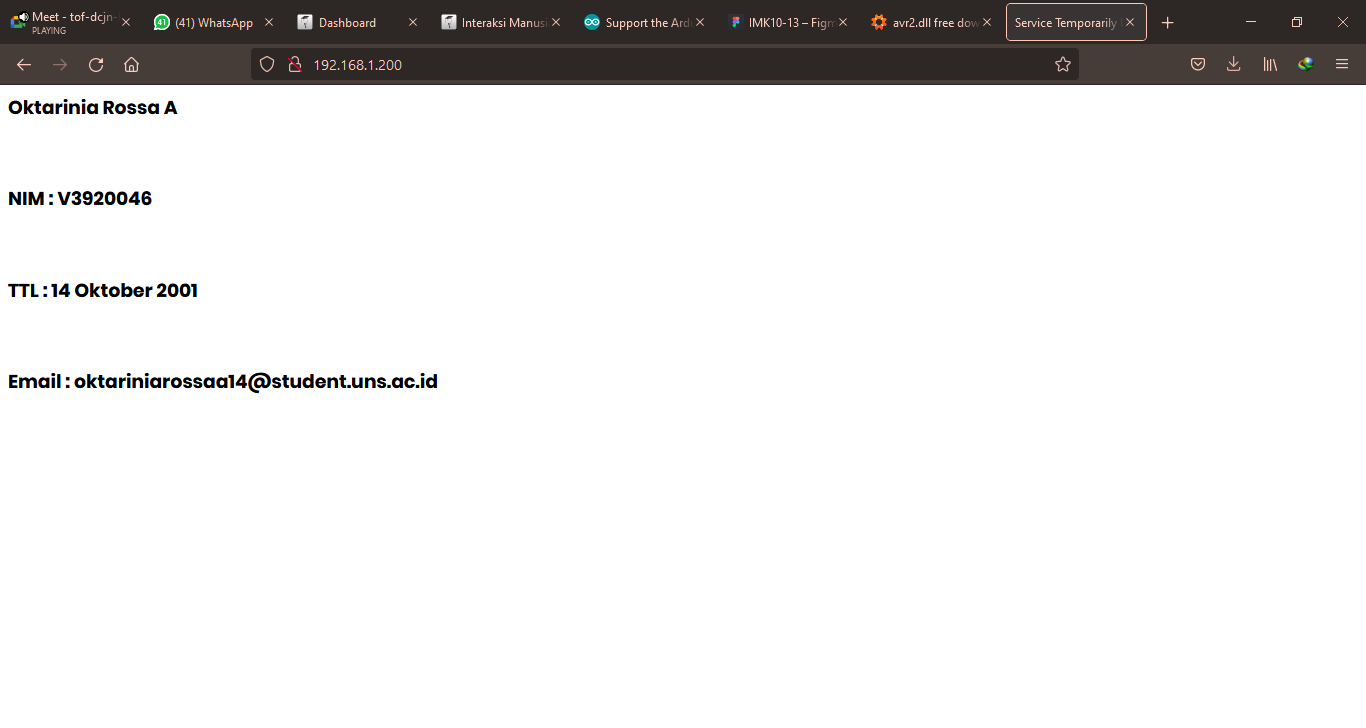 Meet - tof-dcjn-
PLAYING
(41) WhatsApp
Dashboard
Interaksi Manusi
Support the Ard
IMK10-13 – Figm
avr2.dll free dow
Service Temporarily
192.168.1.200
Oktarinia Rossa A
NIM : V3920046
TTL : 14 Oktober 2001
Email : oktariniarossaa14@student.uns.ac.id